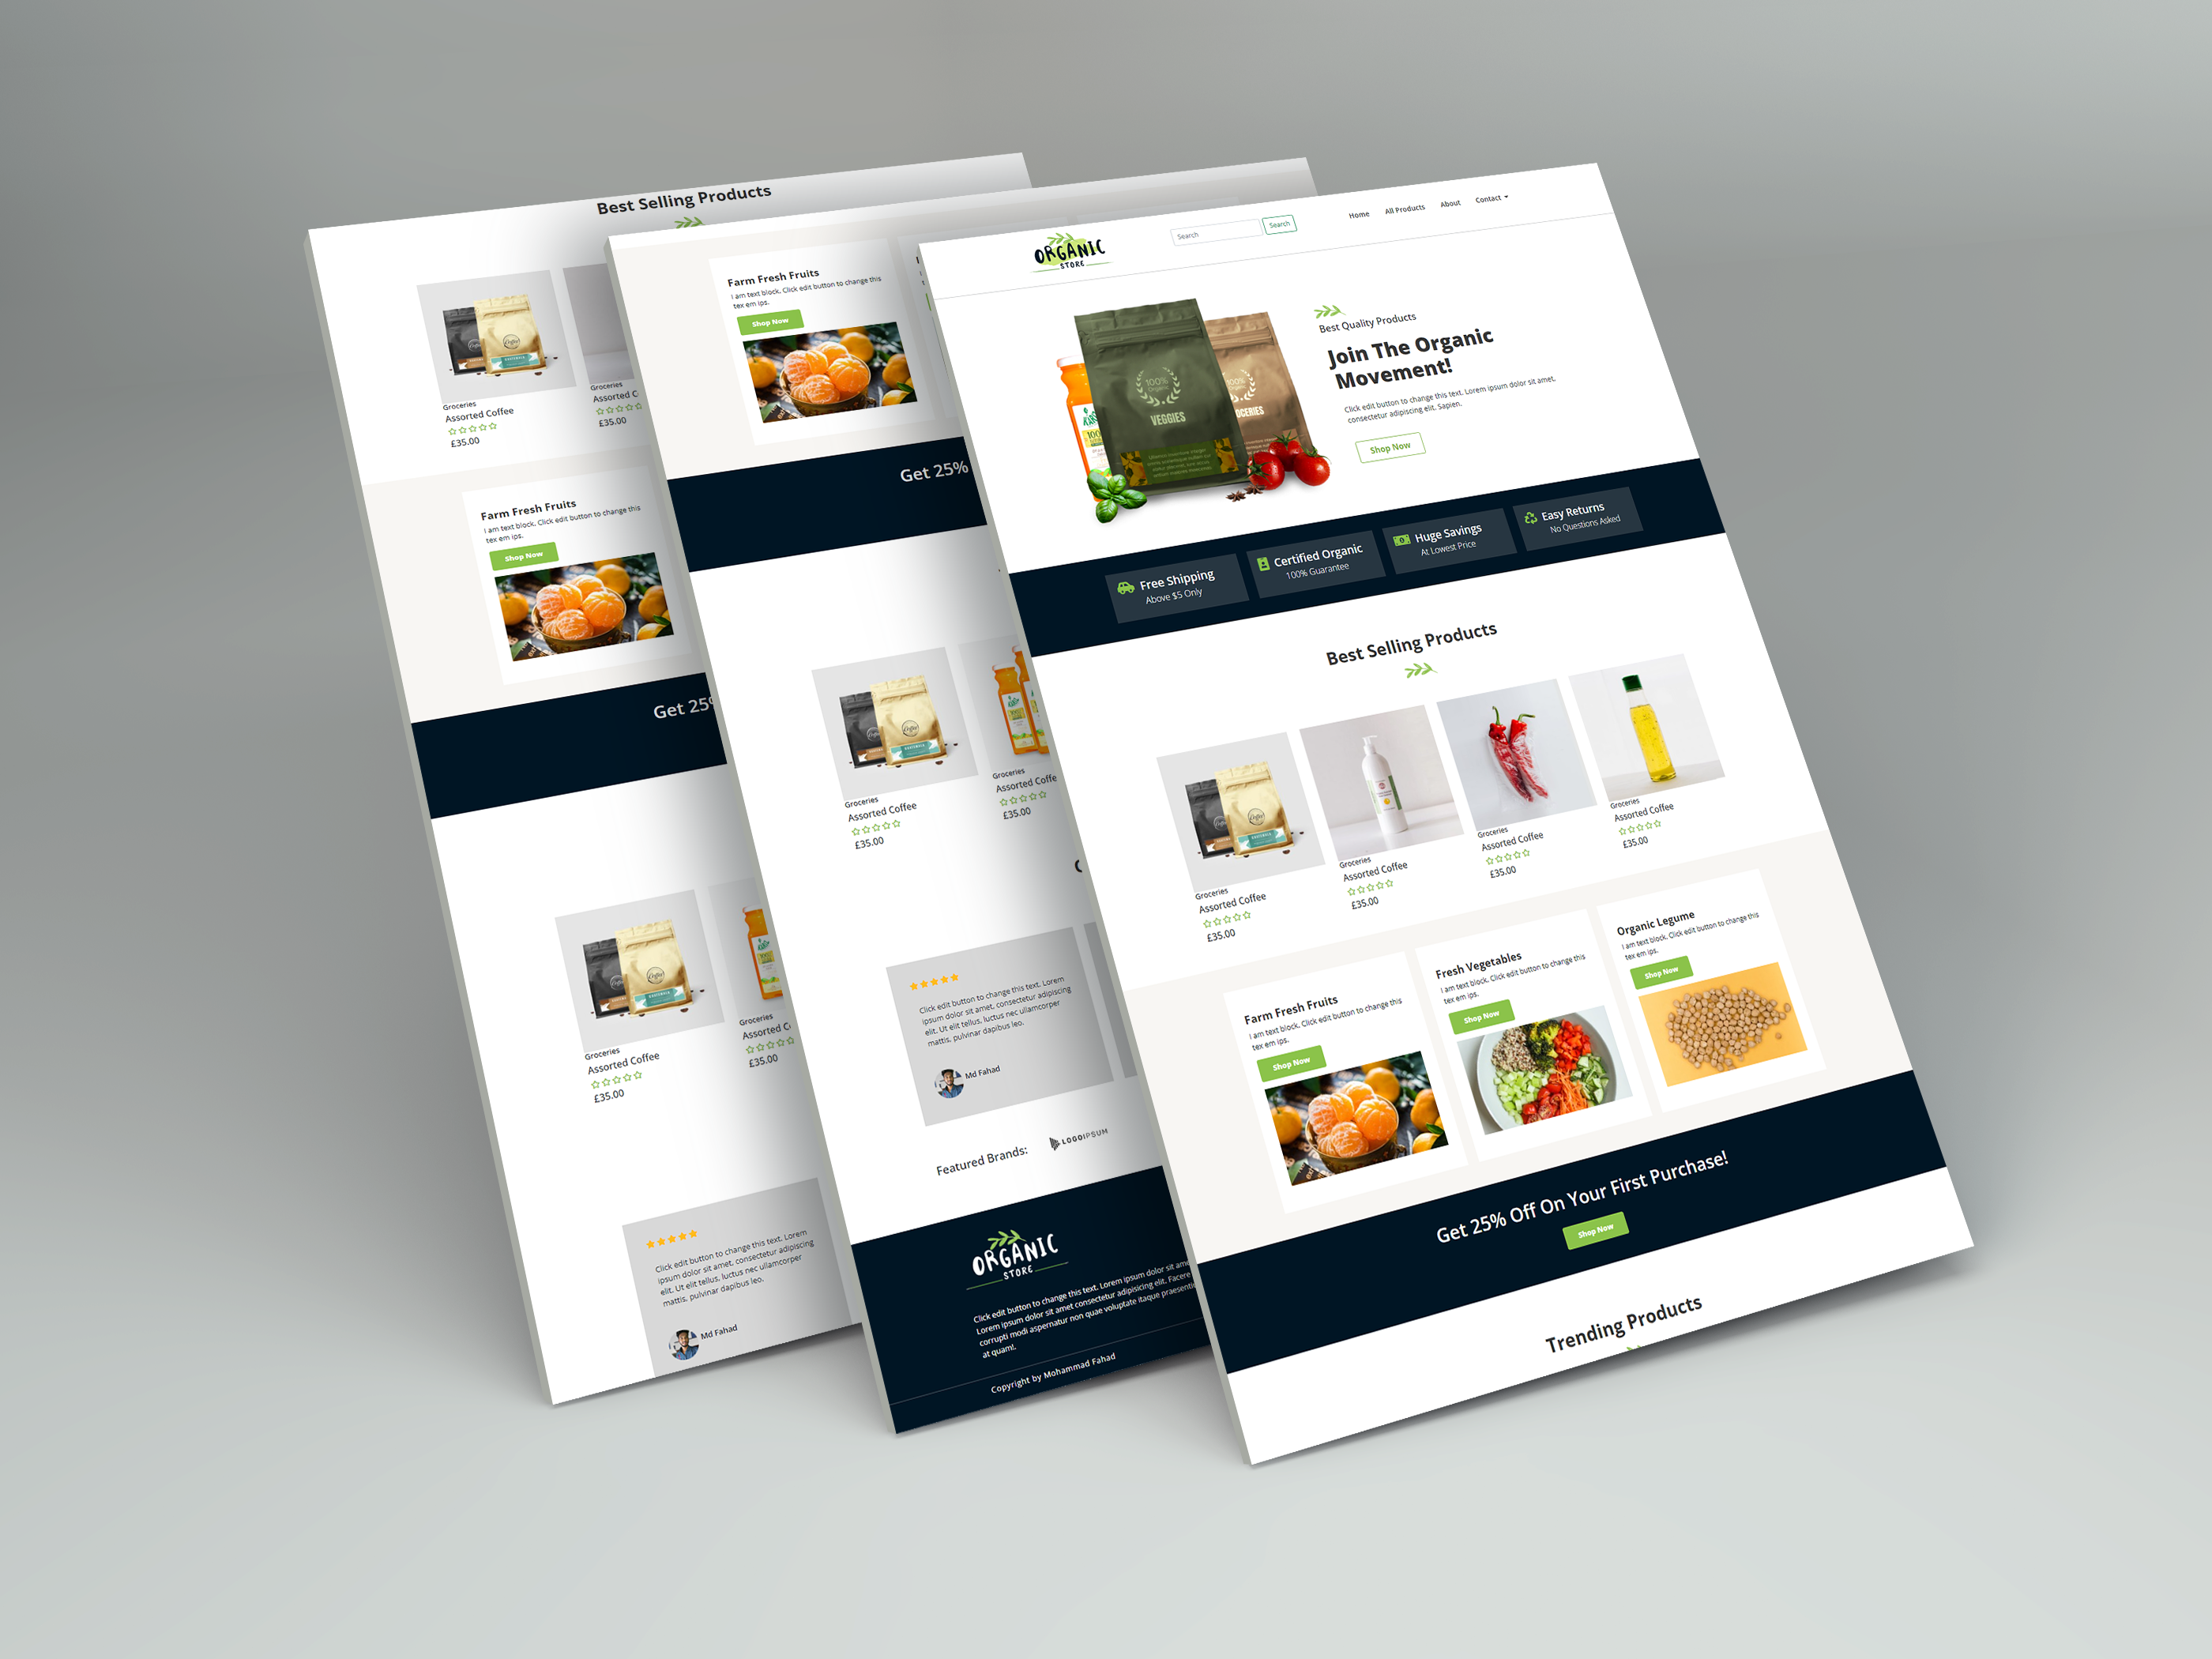 Best Selling Products
Groceries
Assorted Coffee
£35.00
Groceries
Assorted C
£35.00
Farm Fresh Fruits
I am text block. Click edit button to change this
tex em ips.
Shop Now
Get 25%
Groceries
Assorted Coffee
£35.00
Groceries
Assorted C
£35.00
Click edit button to change this text. Lorem
ipsum dolor sit amet, consectetur adipiscing
elit. Ut elit tellus, luctus nec ullamcorper
mattis, pulvinar dapibus leo.
Md Fahad
Farm Fresh Fruits
I am text block. Click edit button to change this
tex em ips.
Shop Now
Get 25%
Groceries
Assorted Coffee
£35.00
Groceries
Assorted Coffe
£35.00
Click edit button to change this text. Lorem
ipsum dolor sit amet, consectetur adipiscing
elit. Ut elit tellus, luctus nec ullamcorper
mattis, pulvinar dapibus leo.
Md Fahad
Featured Brands:
LOGOIPSUM
ORGANIC
STORE
Click edit button to change this text. Lorem ipsum dolor sit ame
Lorem ipsum dolor sit amet consectetur adipisicing elit. Facere
corrupti modi aspernatur non quae voluptate itaque praesenti
at quam!.
Copyright by Mohammad Fahad
ORGANIC
STORE
Search
Search
Home
All Products
About
Contact
100%
Organic
VEGGIES
100%
Organic
OCERIES
Best Quality Products
Join The Organic
Movement!
Click edit button to change this text. Lorem ipsum dolor sit amet,
consectetur adipiscing elit. Sapien.
Shop Now
Free Shipping
Above $5 Only
Certified Organic
100% Guarantee
Huge Savings
At Lowest Price
Easy Returns
No Questions Asked
Best Selling Products
Groceries
Assorted Coffee
£35.00
Groceries
Assorted Coffee
£35.00
Groceries
Assorted Coffee
£35.00
Groceries
Assorted Coffee
£35.00
Farm Fresh Fruits
I am text block. Click edit button to change this
tex em ips.
Shop Now
Fresh Vegetables
I am text block. Click edit button to change this
tex em ips.
Shop Now
Organic Legume
I am text block. Click edit button to change this
tex em ips.
Shop Now
Get 25% Off On Your First Purchase!
Shop Now
Trending Products